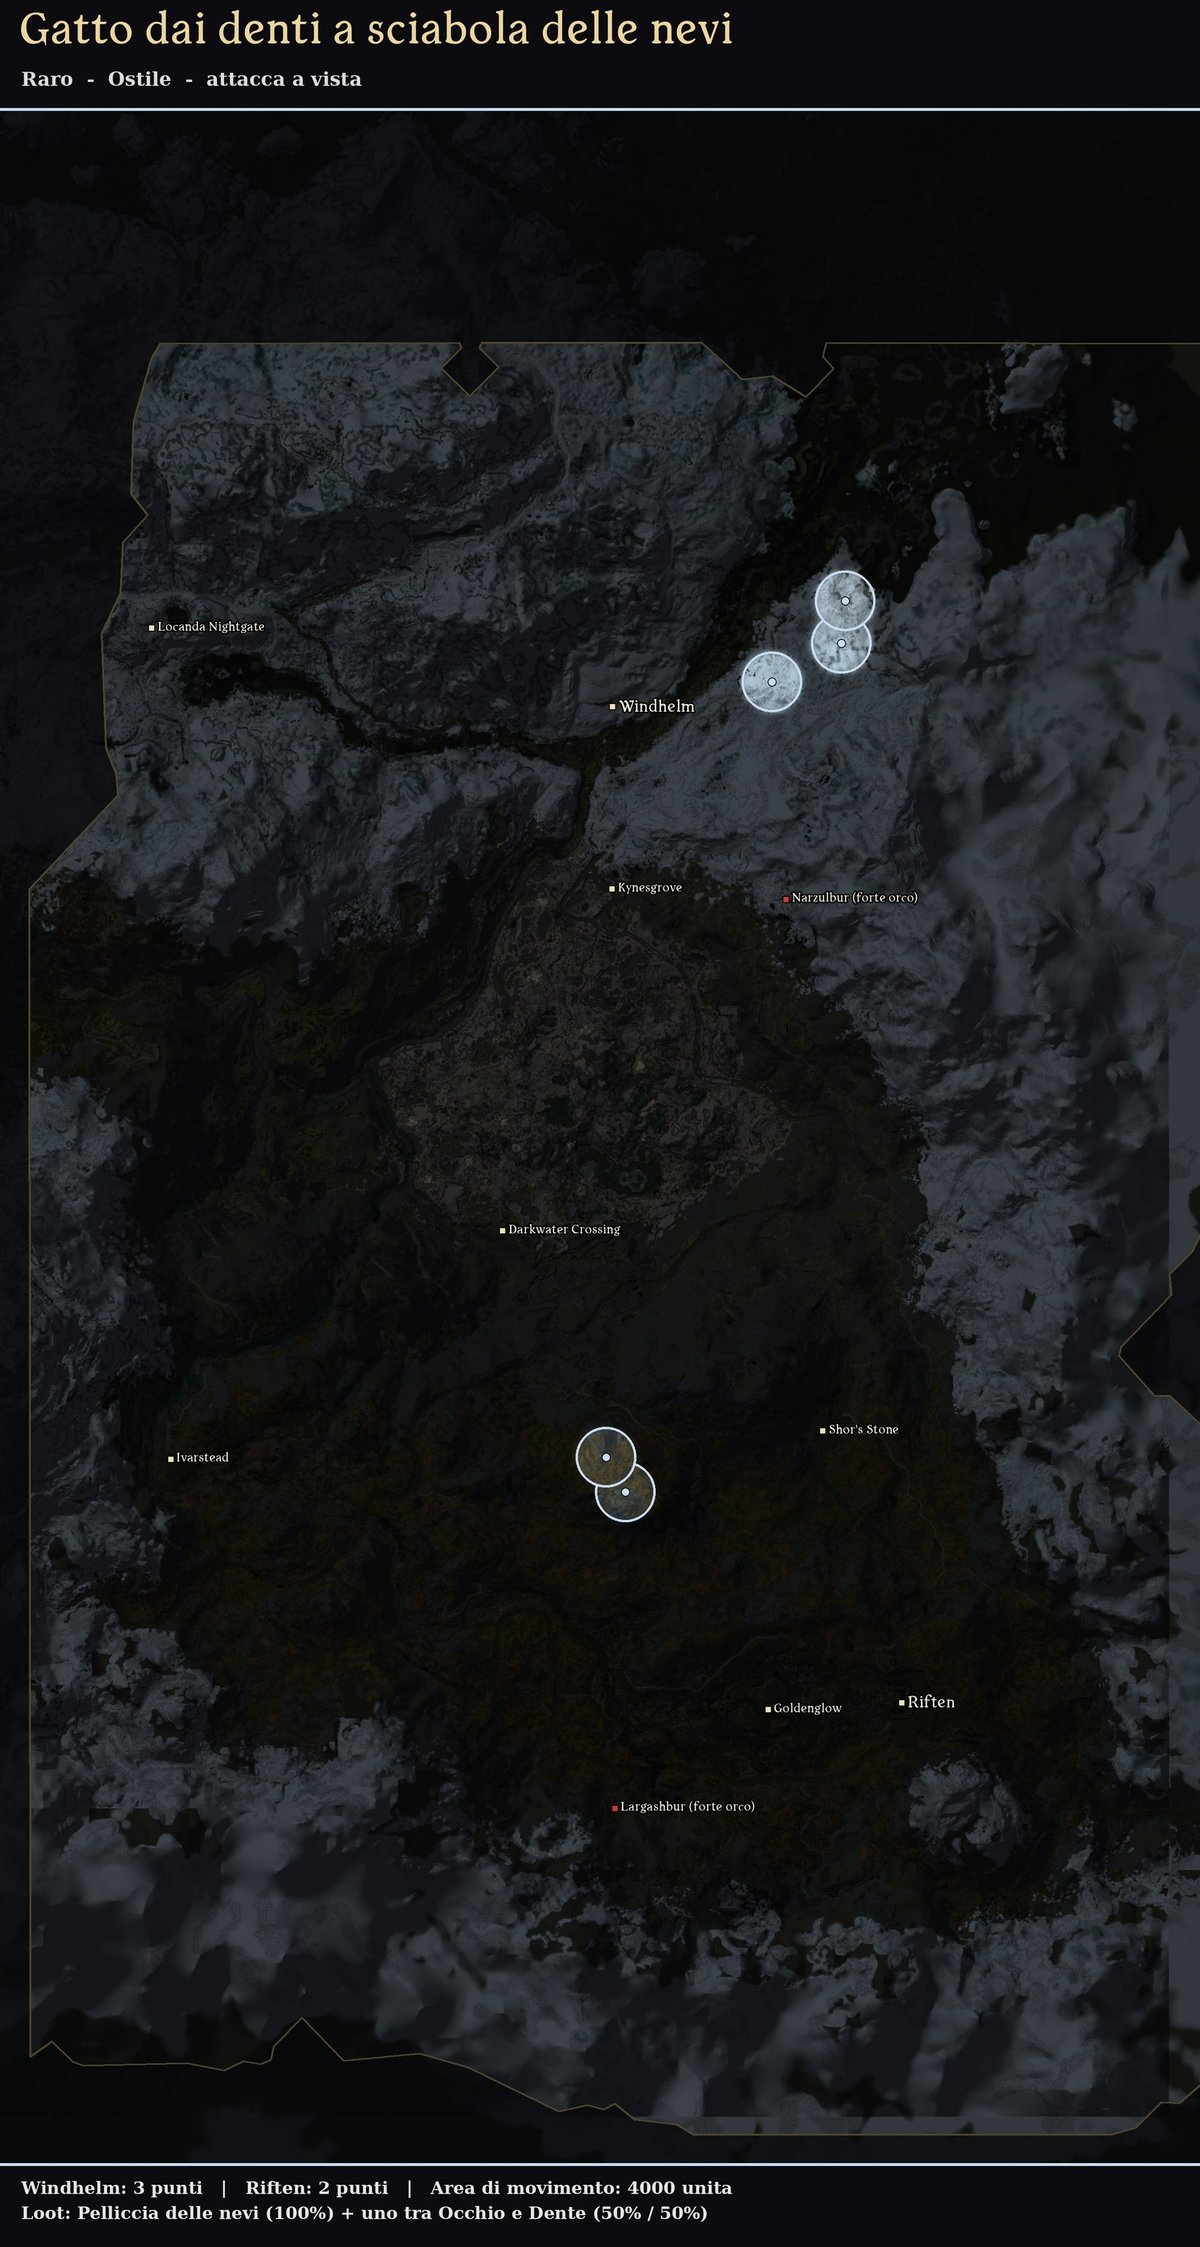 Gatto dai denti a sciabola delle nevi
Raro - Ostile - attacca a vista
Locanda Nightgate
Windhelm
Kynesgrove
Narzulbur (forte orco)
Darkwater Crossing
Shor's Stone
Ivarstead
Riften
Goldenglow
Largashbur (forte orco)
Windhelm: 3 punti | Riften: 2 punti | Area di movimento: 4000 unita
Loot: Pelliccia delle nevi (100%) + uno tra Occhio e Dente (50% / 50%)